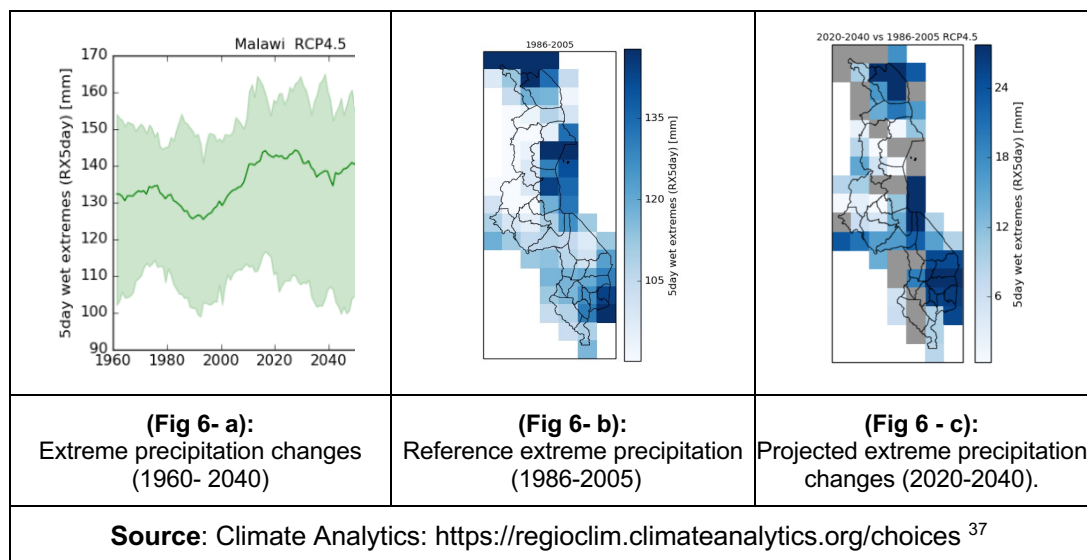 Malawi RCP4.5
5day wet extremes (RX5day) [mm]
170
160
150
140
130
120
110
100
90
1960
1980
2000
2020
2040
1986-2005
135
120
105
5day wet extremes (RX5day) [mm]
2020-2040 vs 1986-2005 RCP4.5
24
18
12
6
5day wet extremes (RX5day) [mm]
(Fig 6- a):
Extreme precipitation changes
(1960- 2040)
(Fig 6- b):
Reference extreme precipitation
(1986-2005)
(Fig 6 - c):
Projected extreme precipitation
changes (2020-2040).
Source: Climate Analytics: https://regioclim.climateanalytics.org/choices 37